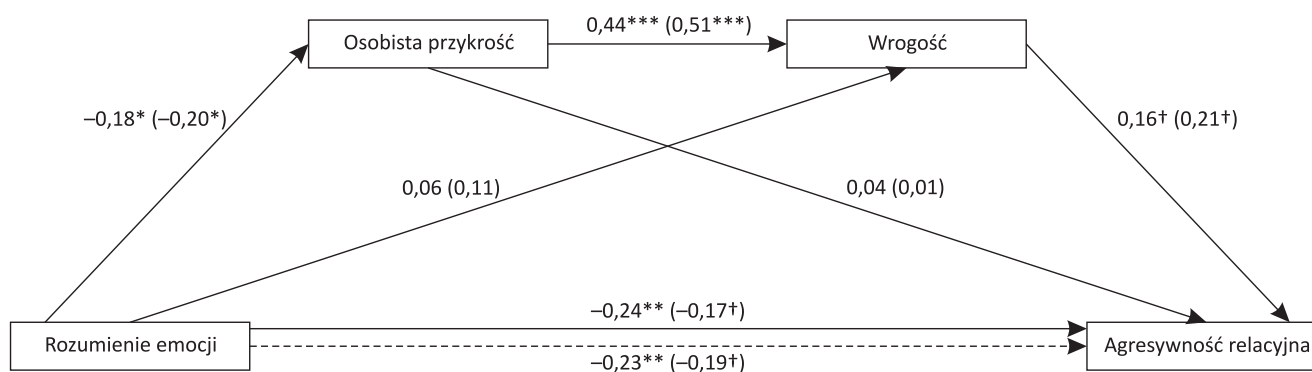 0,44*** (0,51***)
Osobista przykrość
Wrogość
–0,18* (–0,20*)
0,16† (0,21†)
0,06 (0,11)
0,04 (0,01)
–0,24** (–0,17†)
Rozumienie emocji
Agresywność relacyjna
–0,23** (–0,19†)